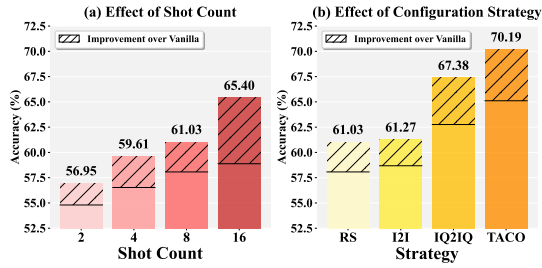 (a) Effect of Shot Count
Improvement over Vanilla
Accuracy (%)
72.5
70.0
67.5
65.0
62.5
60.0
57.5
55.0
52.5
56.95
59.61
61.03
65.40
2
4
8
16
Shot Count
(b) Effect of Configuration Strategy
Improvement over Vanilla
Accuracy (%)
72.5
70.0
67.5
65.0
62.5
60.0
57.5
55.0
52.5
61.03
61.27
67.38
70.19
RS
I2I
IQ2IQ
TACO
Strategy